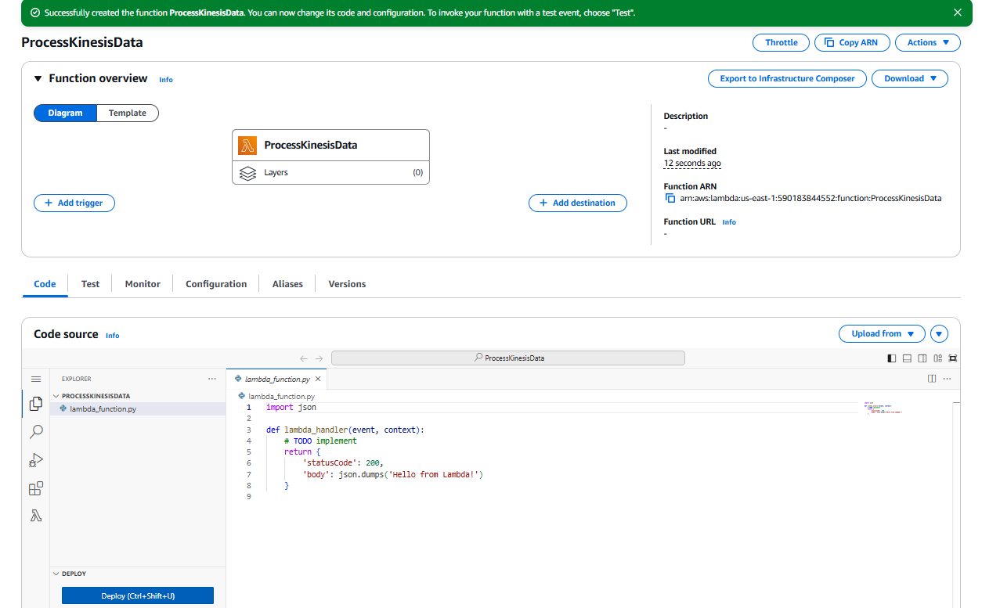 Successfully created the function ProcessKinesisData. You can now change its code and configuration. To invoke your function with a test event, choose "Test".
ProcessKinesisData
Throttle
Copy ARN
Actions
Function overview Info
Export to Infrastructure Composer
Download
Diagram
Template
ProcessKinesisData
Layers (0)
+ Add trigger
+ Add destination
Description
-
Last modified
12 seconds ago
Function ARN
arn:aws:lambda:us-east-1:590183844552:function:ProcessKinesisData
Function URL Info
-
Code Test Monitor Configuration Aliases Versions
Code source Info
Upload from
ProcessKinesisData
EXPLORER
PROCESSKINESISDATA
lambda_function.py
DEPLOY
Deploy (Ctrl+Shift+U)
lambda_function.py
lambda_function.py
1 import json
2
3 def lambda_handler(event, context):
4 # TODO implement
5 return {
6 'statusCode': 200,
7 'body': json.dumps('Hello from Lambda!')
8 }
9